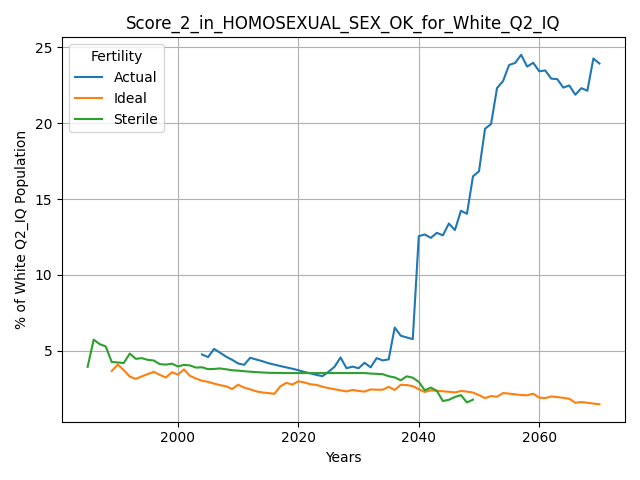 Score_2_in_HOMOSEXUAL_SEX_OK_for_White_Q2_IQ
Fertility
Actual
Ideal
Sterile
% of White Q2_IQ Population
25
20
15
10
5
2000 2020 2040 2060
Years